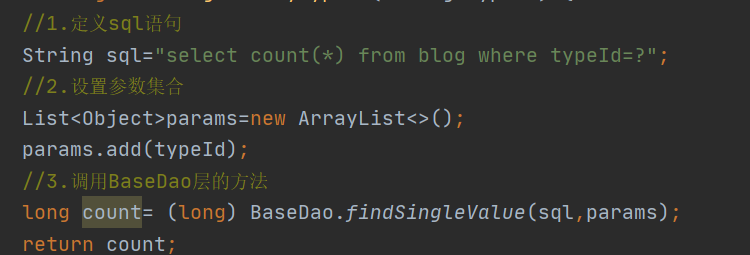 //1.定义sql语句
String sql="select count(*) from blog where typeId=?";
//2.设置参数集合
List<Object>params=new ArrayList<>();
params.add(typeId);
//3.调用BaseDao层的方法
long count= (long) BaseDao.findSingleValue(sql,params);
return count;